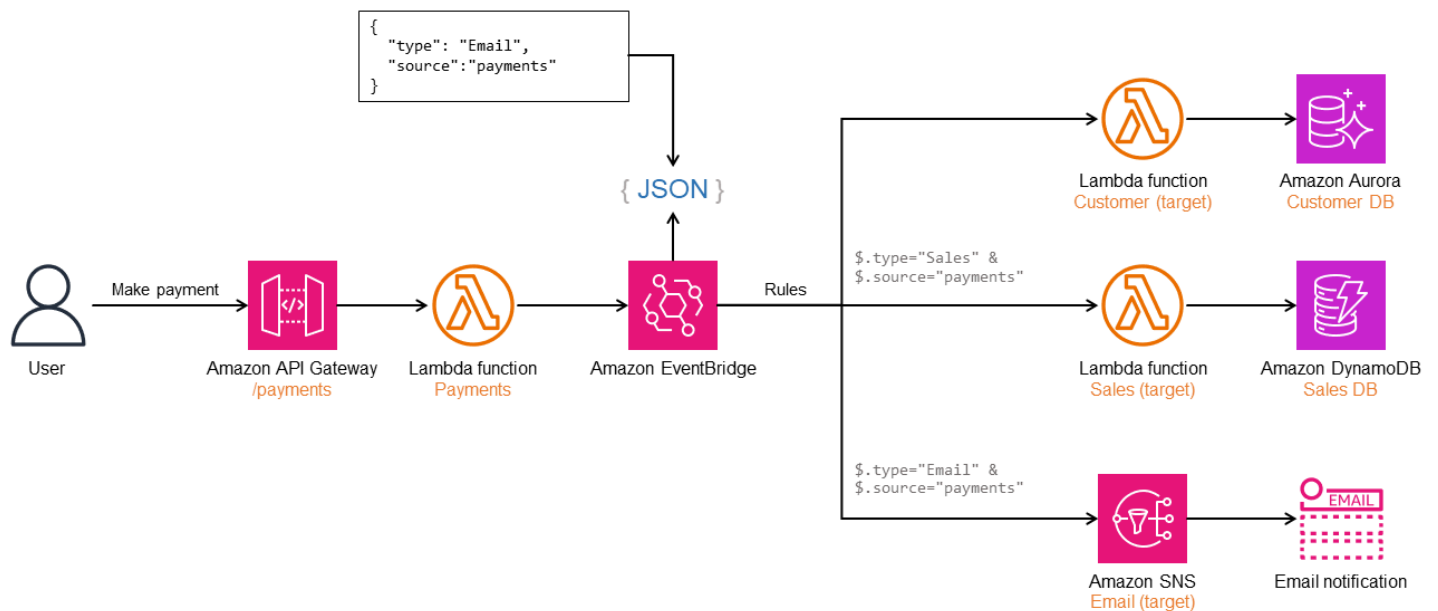 {
"type": "Email",
"source":"payments"
}
{ JSON }
Lambda function
Customer (target)
Amazon Aurora
Customer DB
Make payment
User
Amazon API Gateway
/payments
</>
Lambda function
Payments
Amazon EventBridge
Rules
$.type="Sales" &
$.source="payments"
Lambda function
Sales (target)
Amazon DynamoDB
Sales DB
$.type="Email" &
$.source="payments"
Amazon SNS
Email (target)
EMAIL
Email notification